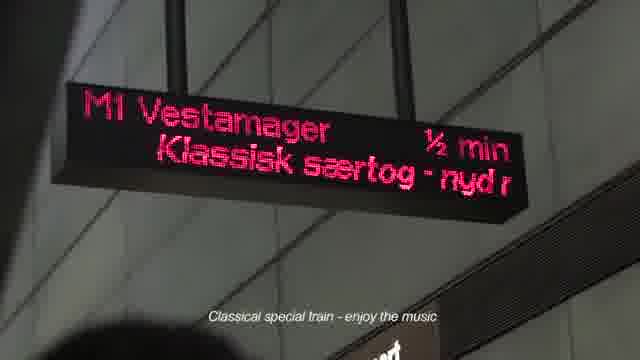 M1 Vestamager ½ min
Klassisk særtog - nyd
Classical special train - enjoy the music